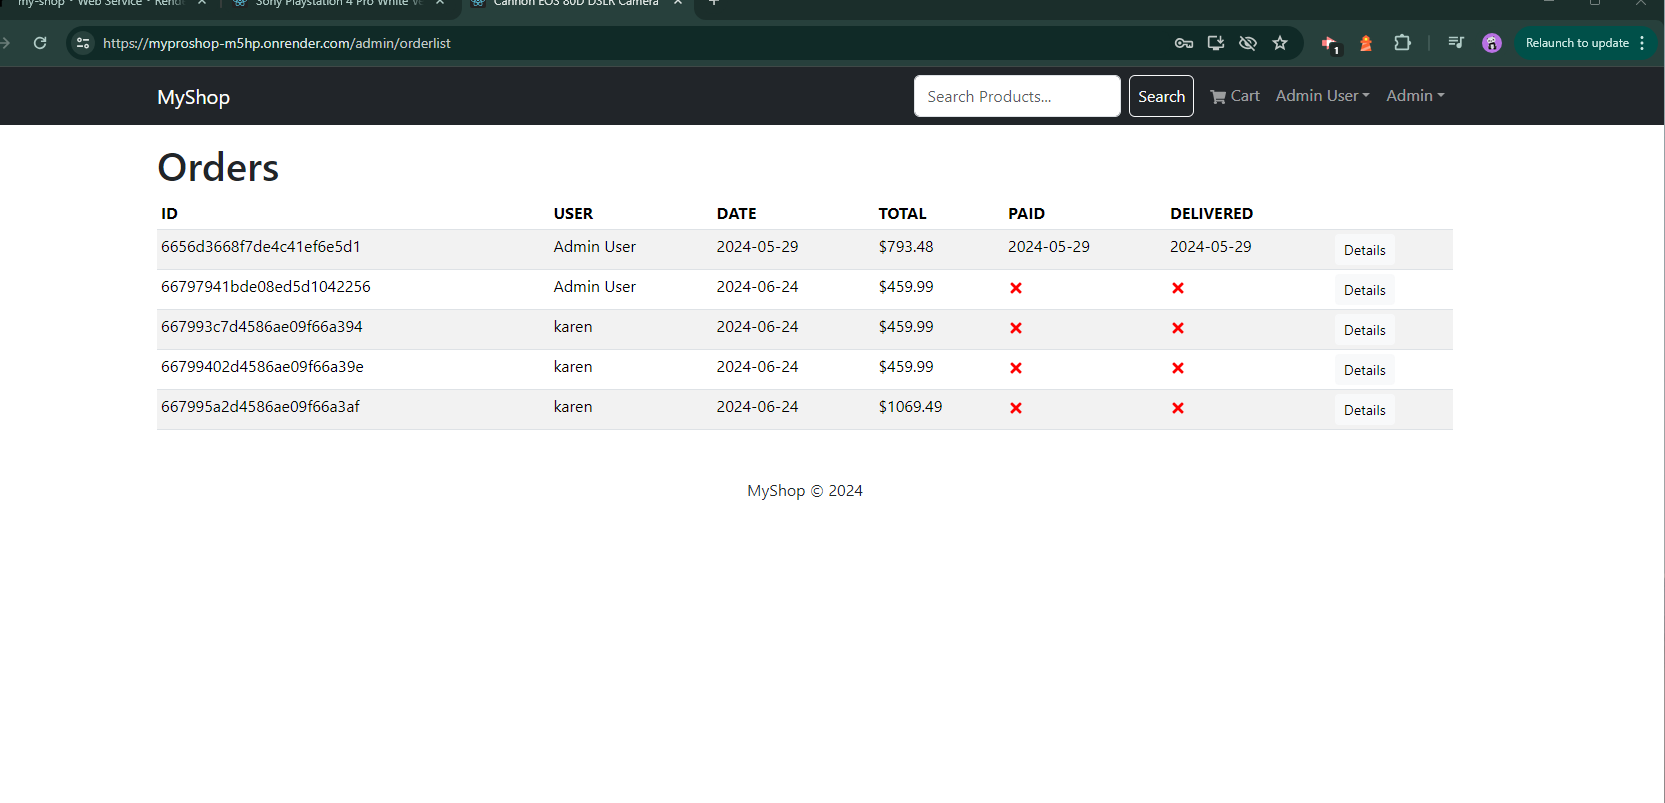 my-shop · Web Service · Rend
Sony Playstation 4 Pro White Ve
Cannon EOS 80D DSLR Camera
https://myproshop-m5hp.onrender.com/admin/orderlist
1
Relaunch to update
MyShop
Search Products...
Search
Cart
Admin User
Admin
Orders
ID USER DATE TOTAL PAID DELIVERED
6656d3668f7de4c41ef6e5d1 Admin User 2024-05-29 $793.48 2024-05-29 2024-05-29 Details
66797941bde08ed5d1042256 Admin User 2024-06-24 $459.99 Details
667993c7d4586ae09f66a394 karen 2024-06-24 $459.99 Details
66799402d4586ae09f66a39e karen 2024-06-24 $459.99 Details
667995a2d4586ae09f66a3af karen 2024-06-24 $1069.49 Details
MyShop © 2024